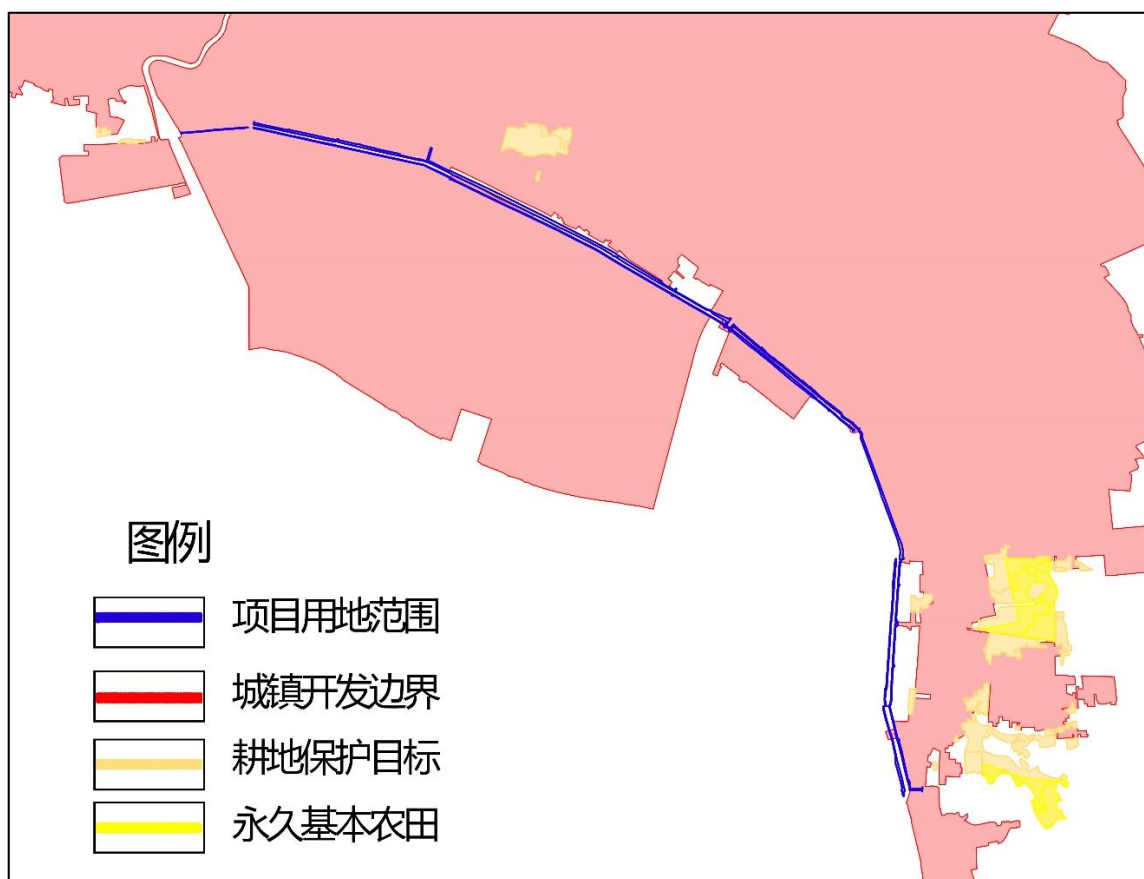 图例
项目用地范围
城镇开发边界
耕地保护目标
永久基本农田